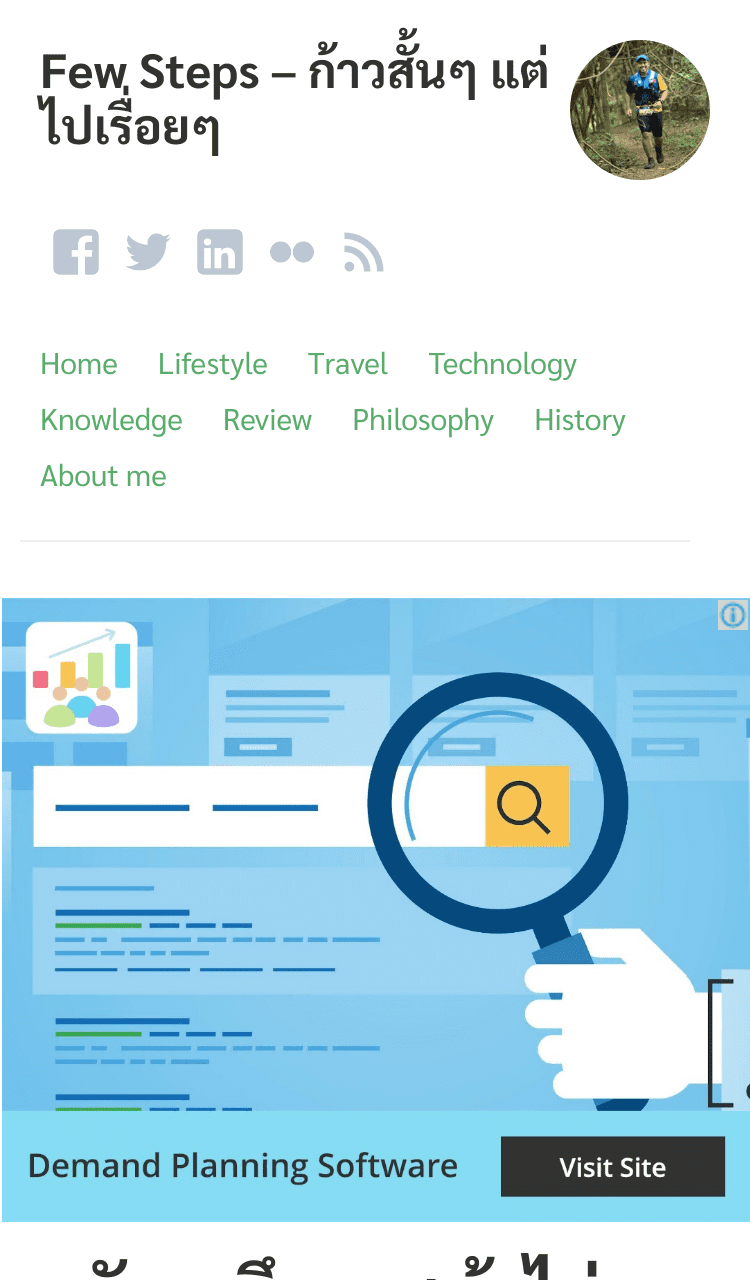 Few Steps – ก้าวสั้นๆ แต่
ไปเรื่อยๆ
Home Lifestyle Travel Technology
Knowledge Review Philosophy History
About me
Demand Planning Software
Visit Site